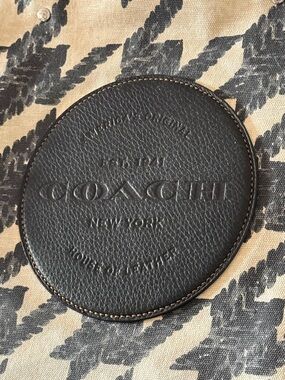 AMERICA'S ORIGINAL
EST. 1941
COACH
NEW YORK
HOUSE OF LEATHER